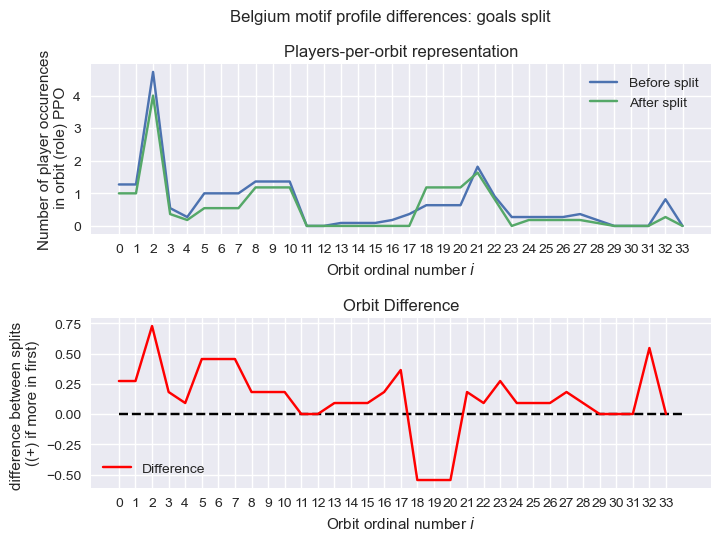 Belgium motif profile differences: goals split
Players-per-orbit representation
Number of player occurences
in orbit (role) PPO
4
3
2
1
0
Before split
After split
0 1 2 3 4 5 6 7 8 9 10 11 12 13 14 15 16 17 18 19 20 21 22 23 24 25 26 27 28 29 30 31 32 33
Orbit ordinal number i
Orbit Difference
difference between splits
((+) if more in first)
0.75
0.50
0.25
0.00
−0.25
−0.50
Difference
0 1 2 3 4 5 6 7 8 9 10 11 12 13 14 15 16 17 18 19 20 21 22 23 24 25 26 27 28 29 30 31 32 33
Orbit ordinal number i